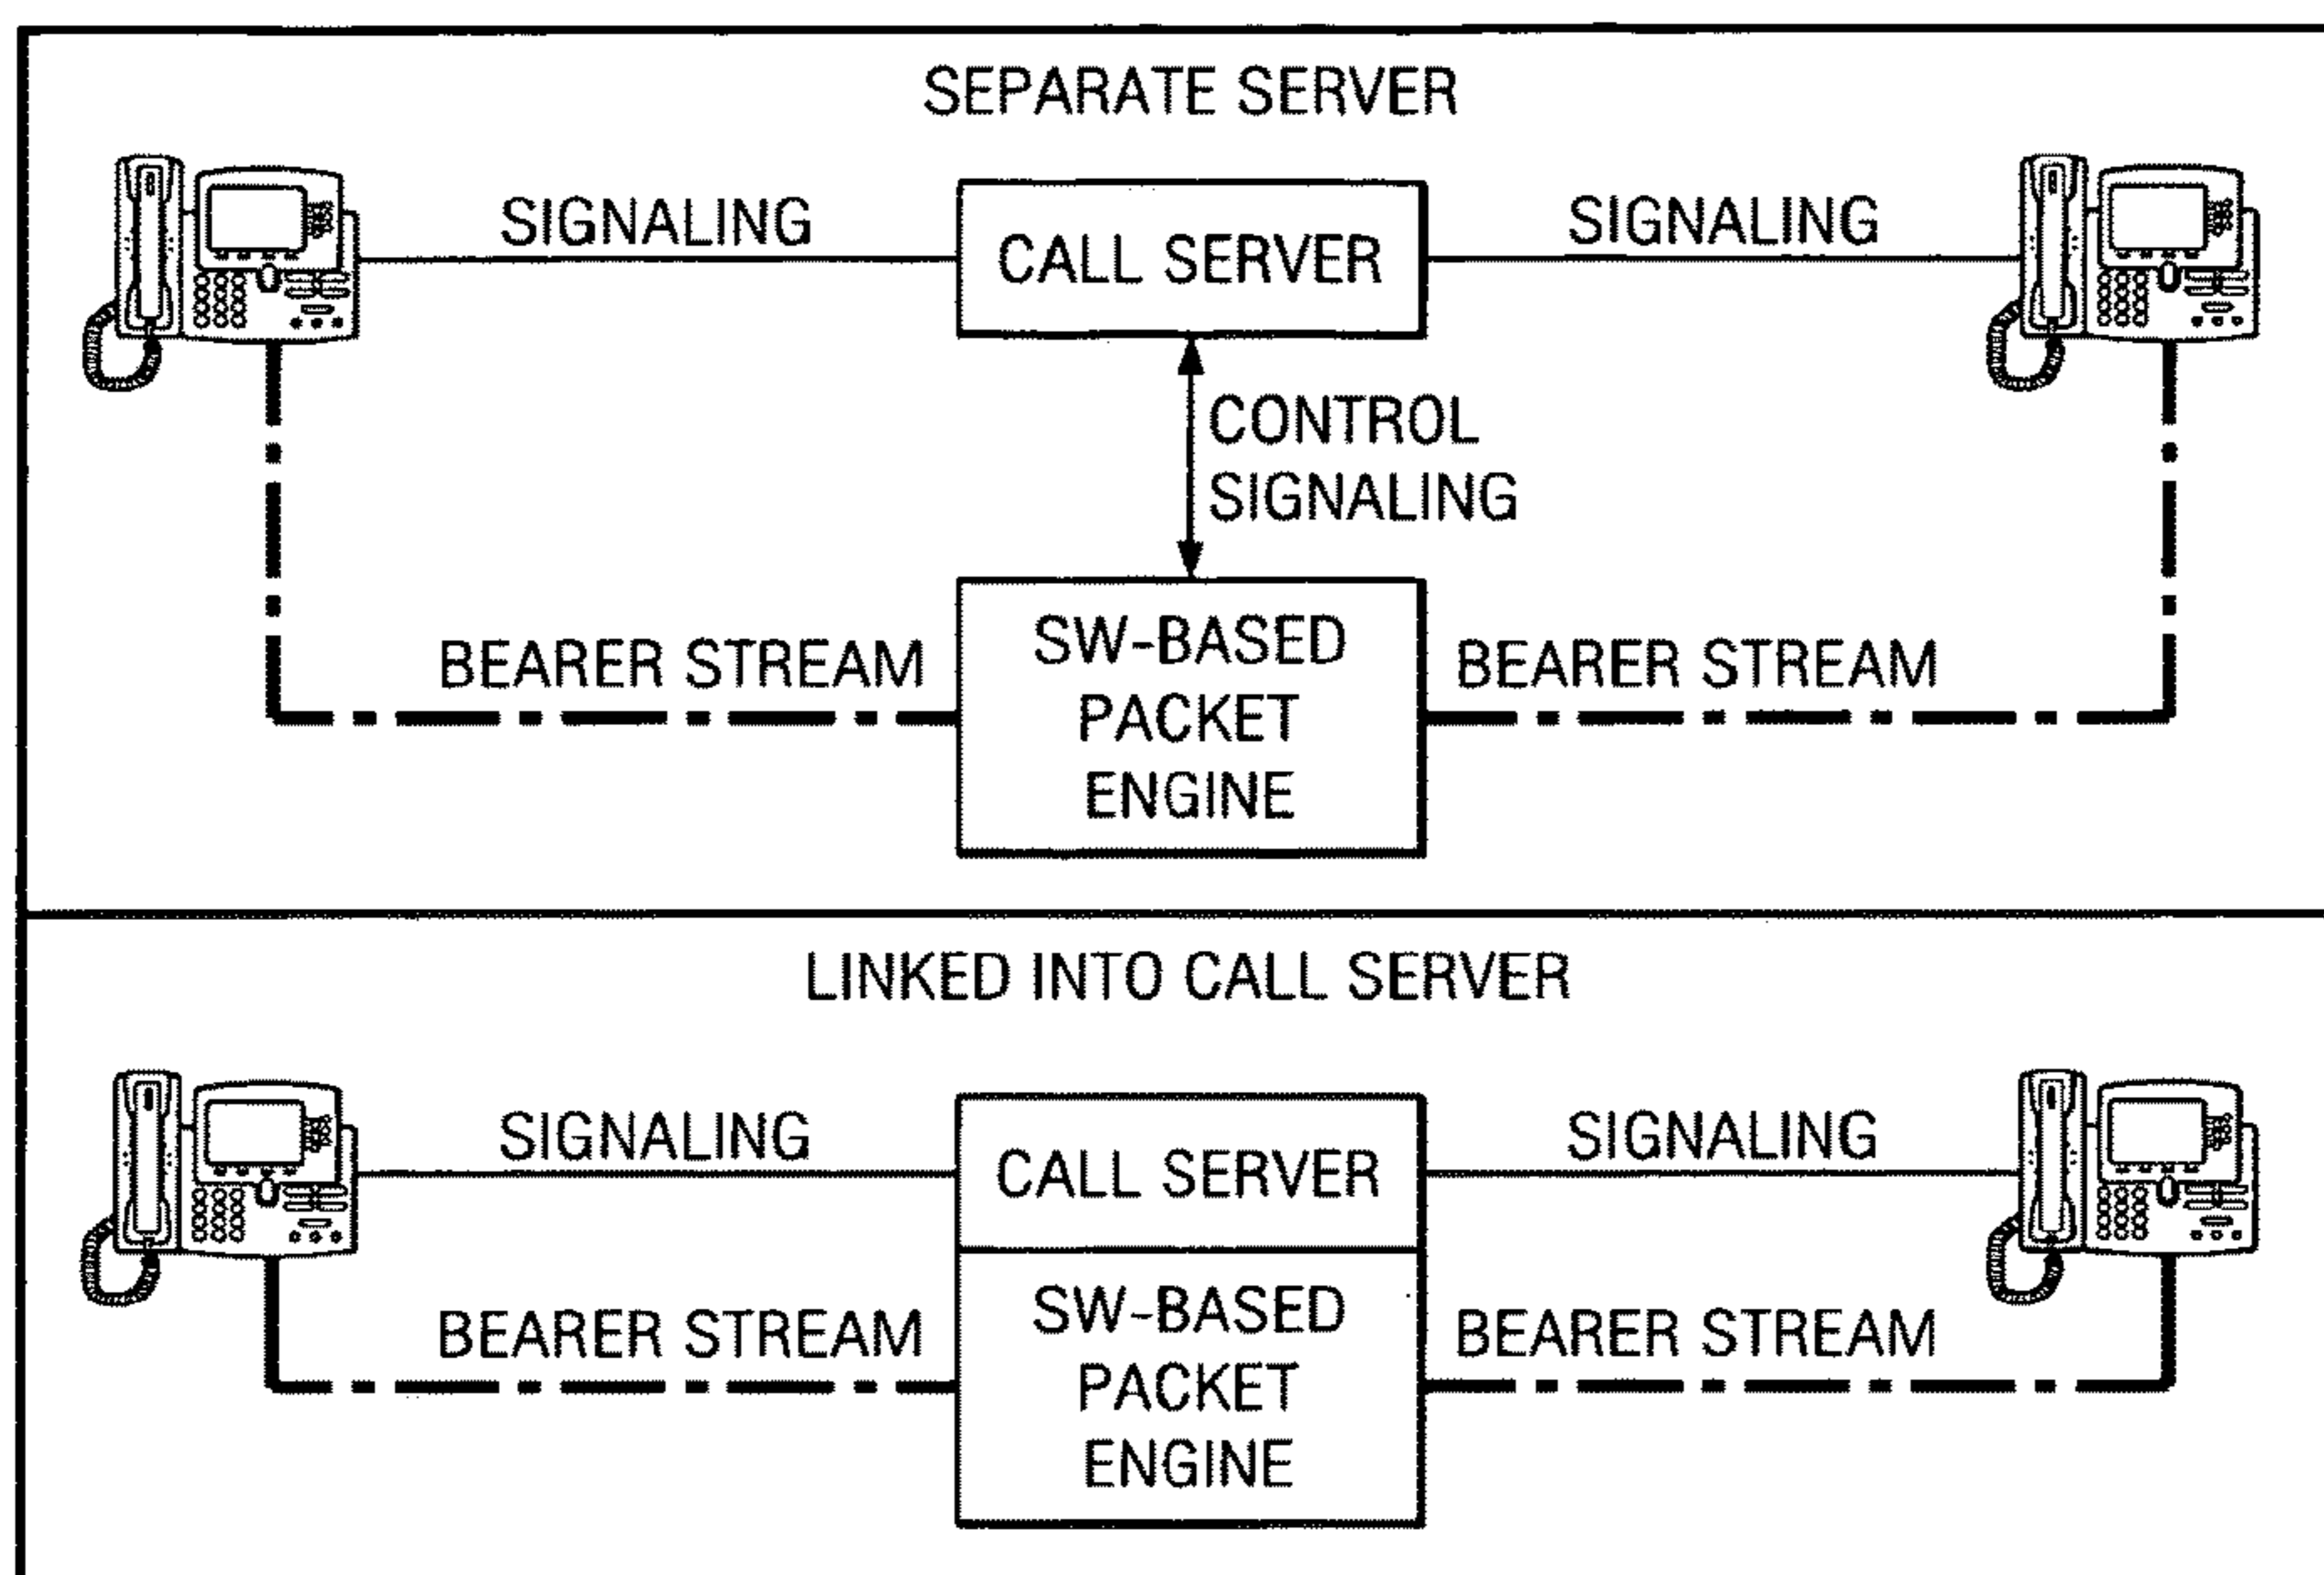 SEPARATE SERVER
SIGNALING
CALL SERVER
SIGNALING
CONTROL
SIGNALING
BEARER STREAM
SW-BASED
PACKET
ENGINE
BEARER STREAM
LINKED INTO CALL SERVER
SIGNALING
CALL SERVER
SIGNALING
BEARER STREAM
SW-BASED
PACKET
ENGINE
BEARER STREAM